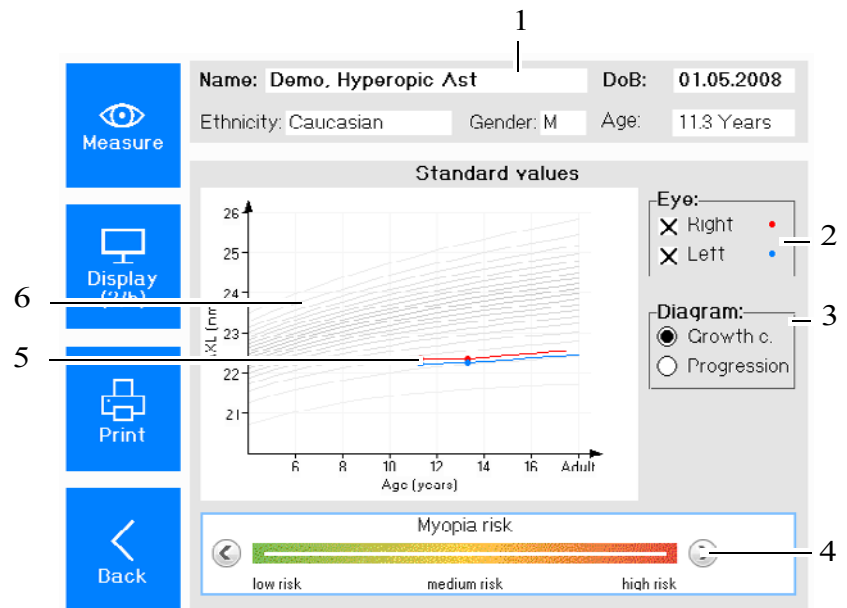 1
Name: Demo, Hyperopic Ast DoB: 01.05.2008
Ethnicity: Caucasian Gender: M Age: 11.3 Years
Measure
Display
Print
Back
Standard values
26
25
24
23
22
21
6 8 10 12 14 16 Adult
Age (years)
Eye:
Right
Left
2
Diagram:
Growth c.
Progression
3
6
5
Myopia risk
low risk medium risk high risk
4